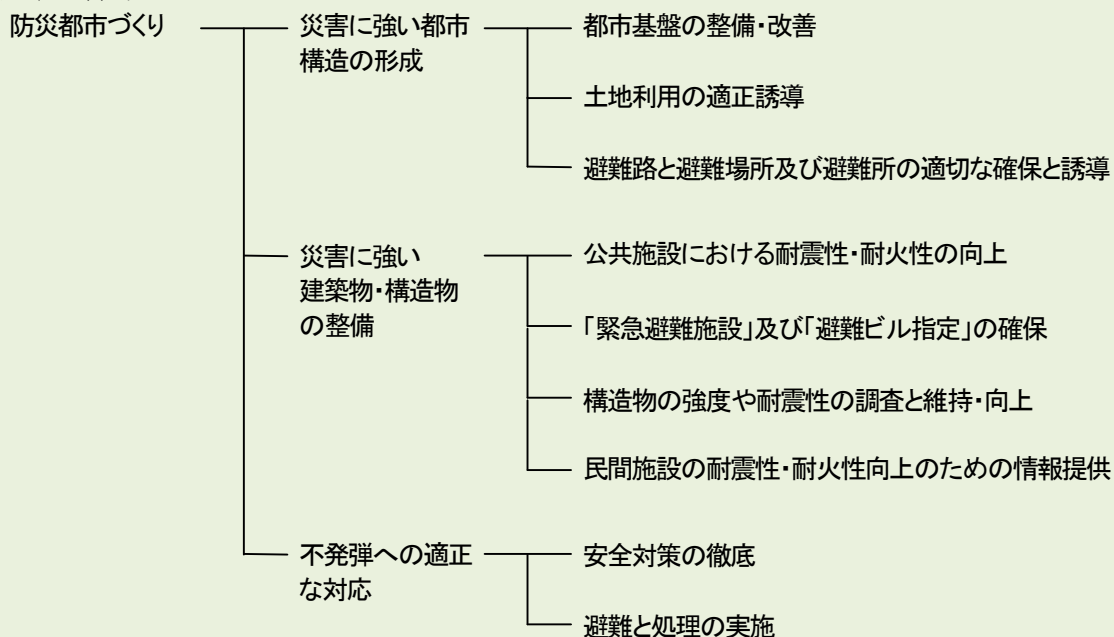 防災都市づくり
災害に強い都市
構造の形成
都市基盤の整備・改善
土地利用の適正誘導
避難路と避難場所及び避難所の適切な確保と誘導
災害に強い
建築物・構造物
の整備
公共施設における耐震性・耐火性の向上
「緊急避難施設」及び「避難ビル指定」の確保
構造物の強度や耐震性の調査と維持・向上
民間施設の耐震性・耐火性向上のための情報提供
不発弾への適正
な対応
安全対策の徹底
避難と処理の実施